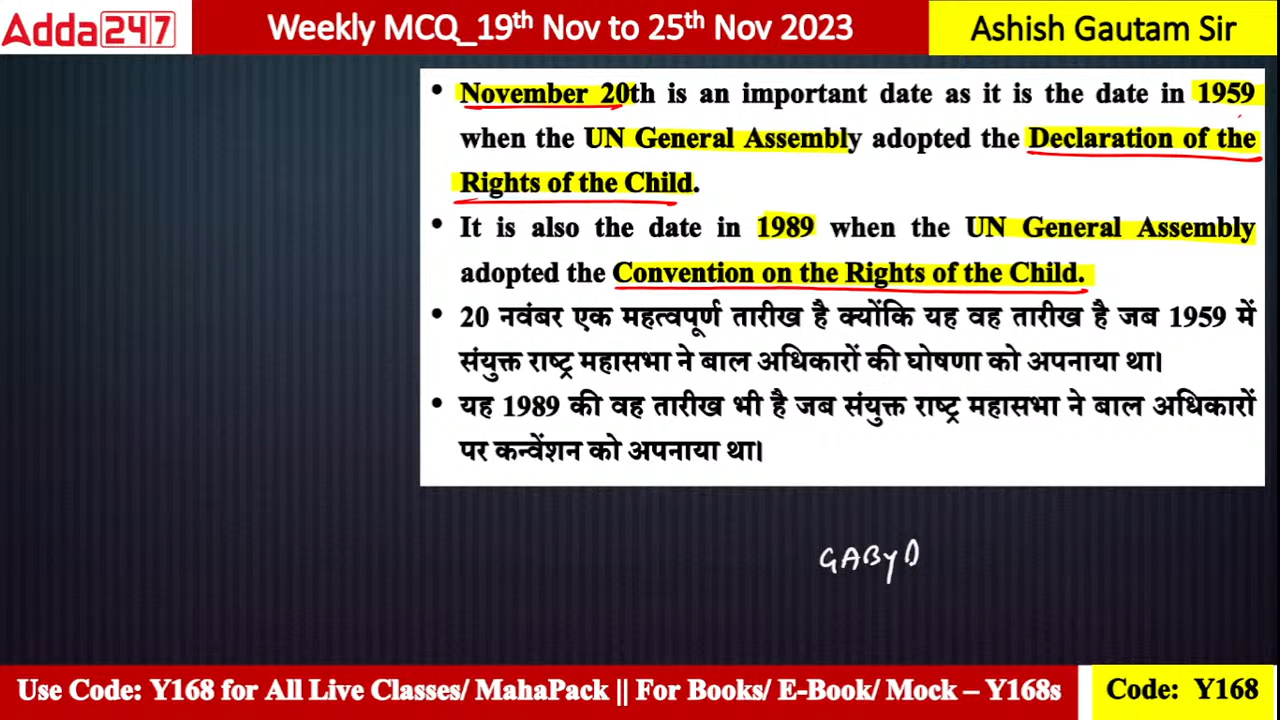 Adda247
Weekly MCQ_19th Nov to 25th Nov 2023
Ashish Gautam Sir
• November 20th is an important date as it is the date in 1959
when the UN General Assembly adopted the Declaration of the
Rights of the Child.
• It is also the date in 1989 when the UN General Assembly
adopted the Convention on the Rights of the Child.
• 20 नवंबर एक महत्वपूर्ण तारीख है क्योंकि यह वह तारीख है जब 1959 में
संयुक्त राष्ट्र महासभा ने बाल अधिकारों की घोषणा को अपनाया था।
• यह 1989 की वह तारीख भी है जब संयुक्त राष्ट्र महासभा ने बाल अधिकारों
पर कन्वेंशन को अपनाया था।
GAByD
Use Code: Y168 for All Live Classes/ MahaPack || For Books/ E-Book/ Mock – Y168s
Code: Y168